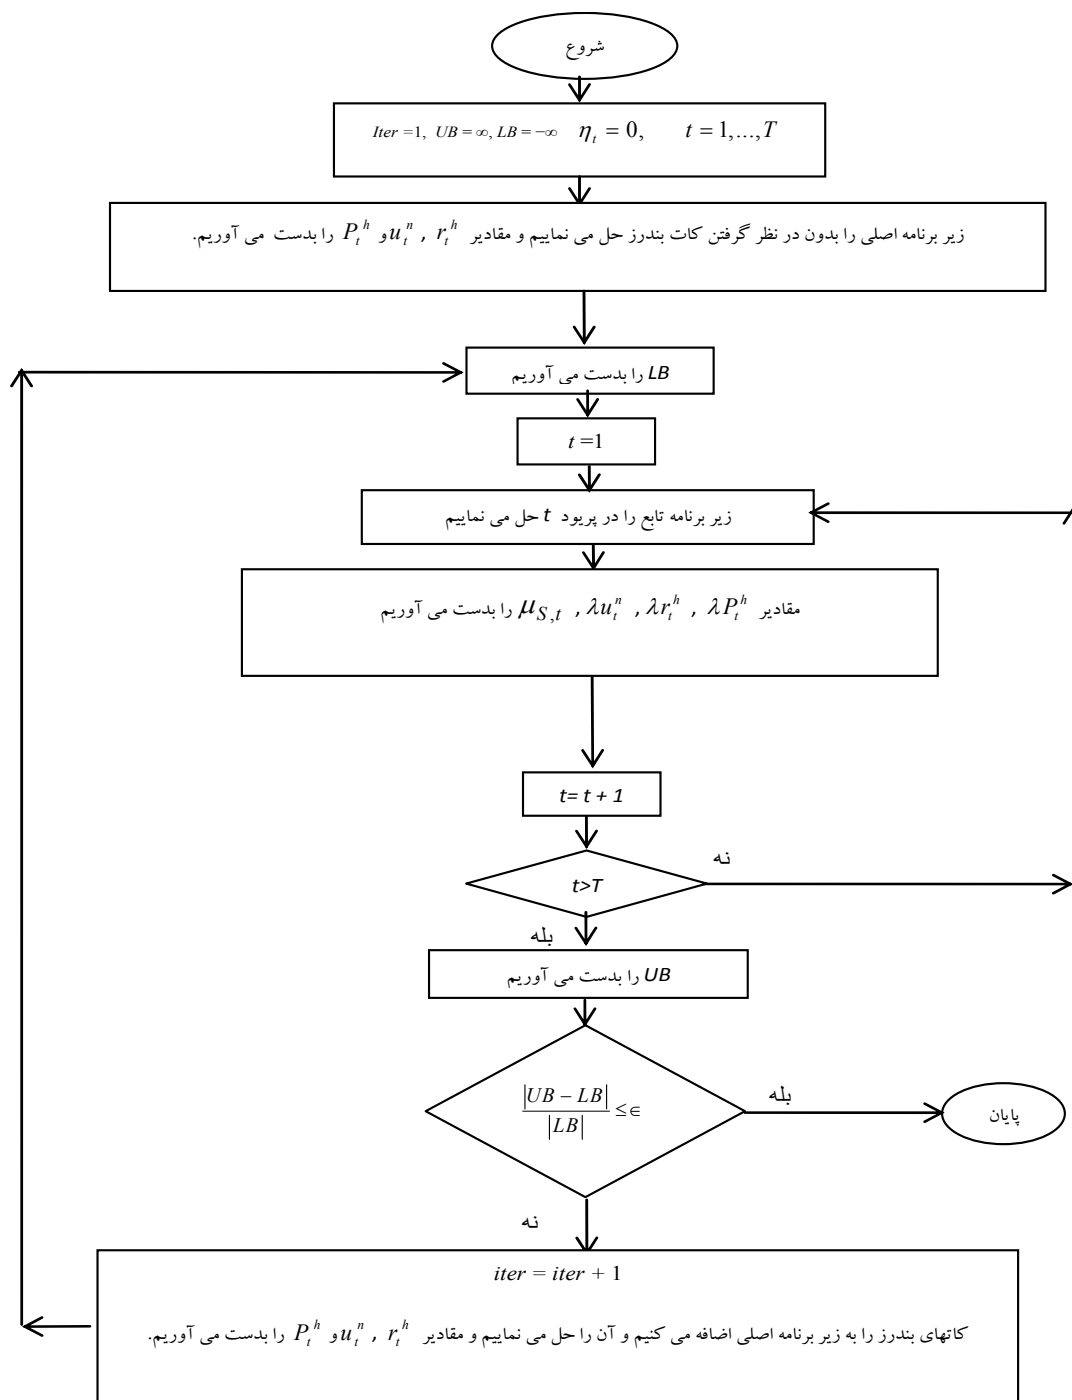 شروع
Iter =1, UB = ∞, LB = −∞ η_t = 0, t = 1,...,T
زیر برنامه اصلی را بدون در نظر گرفتن کات بندرز حل می نماییم و مقادیر u_t^n , r_t^h و P_t^h را بدست می آوریم.
LB را بدست می آوریم
t =1
زیر برنامه تابع را در پریود t حل می نماییم
مقادیر μ_{S,t} , λu_t^n , λr_t^h , λP_t^h را بدست می آوریم
t= t + 1
نه
t>T
بله
UB را بدست می آوریم
|UB − LB| / |LB| ≤ ∈
بله
پایان
نه
iter = iter + 1
کاتهای بندرز را به زیر برنامه اصلی اضافه می کنیم و آن را حل می نماییم و مقادیر u_t^n , r_t^h و P_t^h را بدست می آوریم.